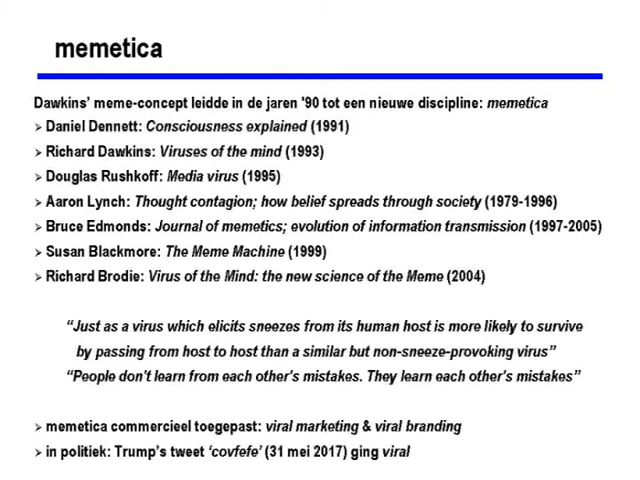 memetica
Dawkins’ meme-concept leidde in de jaren '90 tot een nieuwe discipline: memetica
➢ Daniel Dennett: Consciousness explained (1991)
➢ Richard Dawkins: Viruses of the mind (1993)
➢ Douglas Rushkoff: Media virus (1995)
➢ Aaron Lynch: Thought contagion; how belief spreads through society (1979-1996)
➢ Bruce Edmonds: Journal of memetics; evolution of information transmission (1997-2005)
➢ Susan Blackmore: The Meme Machine (1999)
➢ Richard Brodie: Virus of the Mind: the new science of the Meme (2004)
“Just as a virus which elicits sneezes from its human host is more likely to survive
by passing from host to host than a similar but non-sneeze-provoking virus”
“People don't learn from each other's mistakes. They learn each other's mistakes”
➢ memetica commercieel toegepast: viral marketing & viral branding
➢ in politiek: Trump’s tweet ‘covfefe’ (31 mei 2017) ging viral